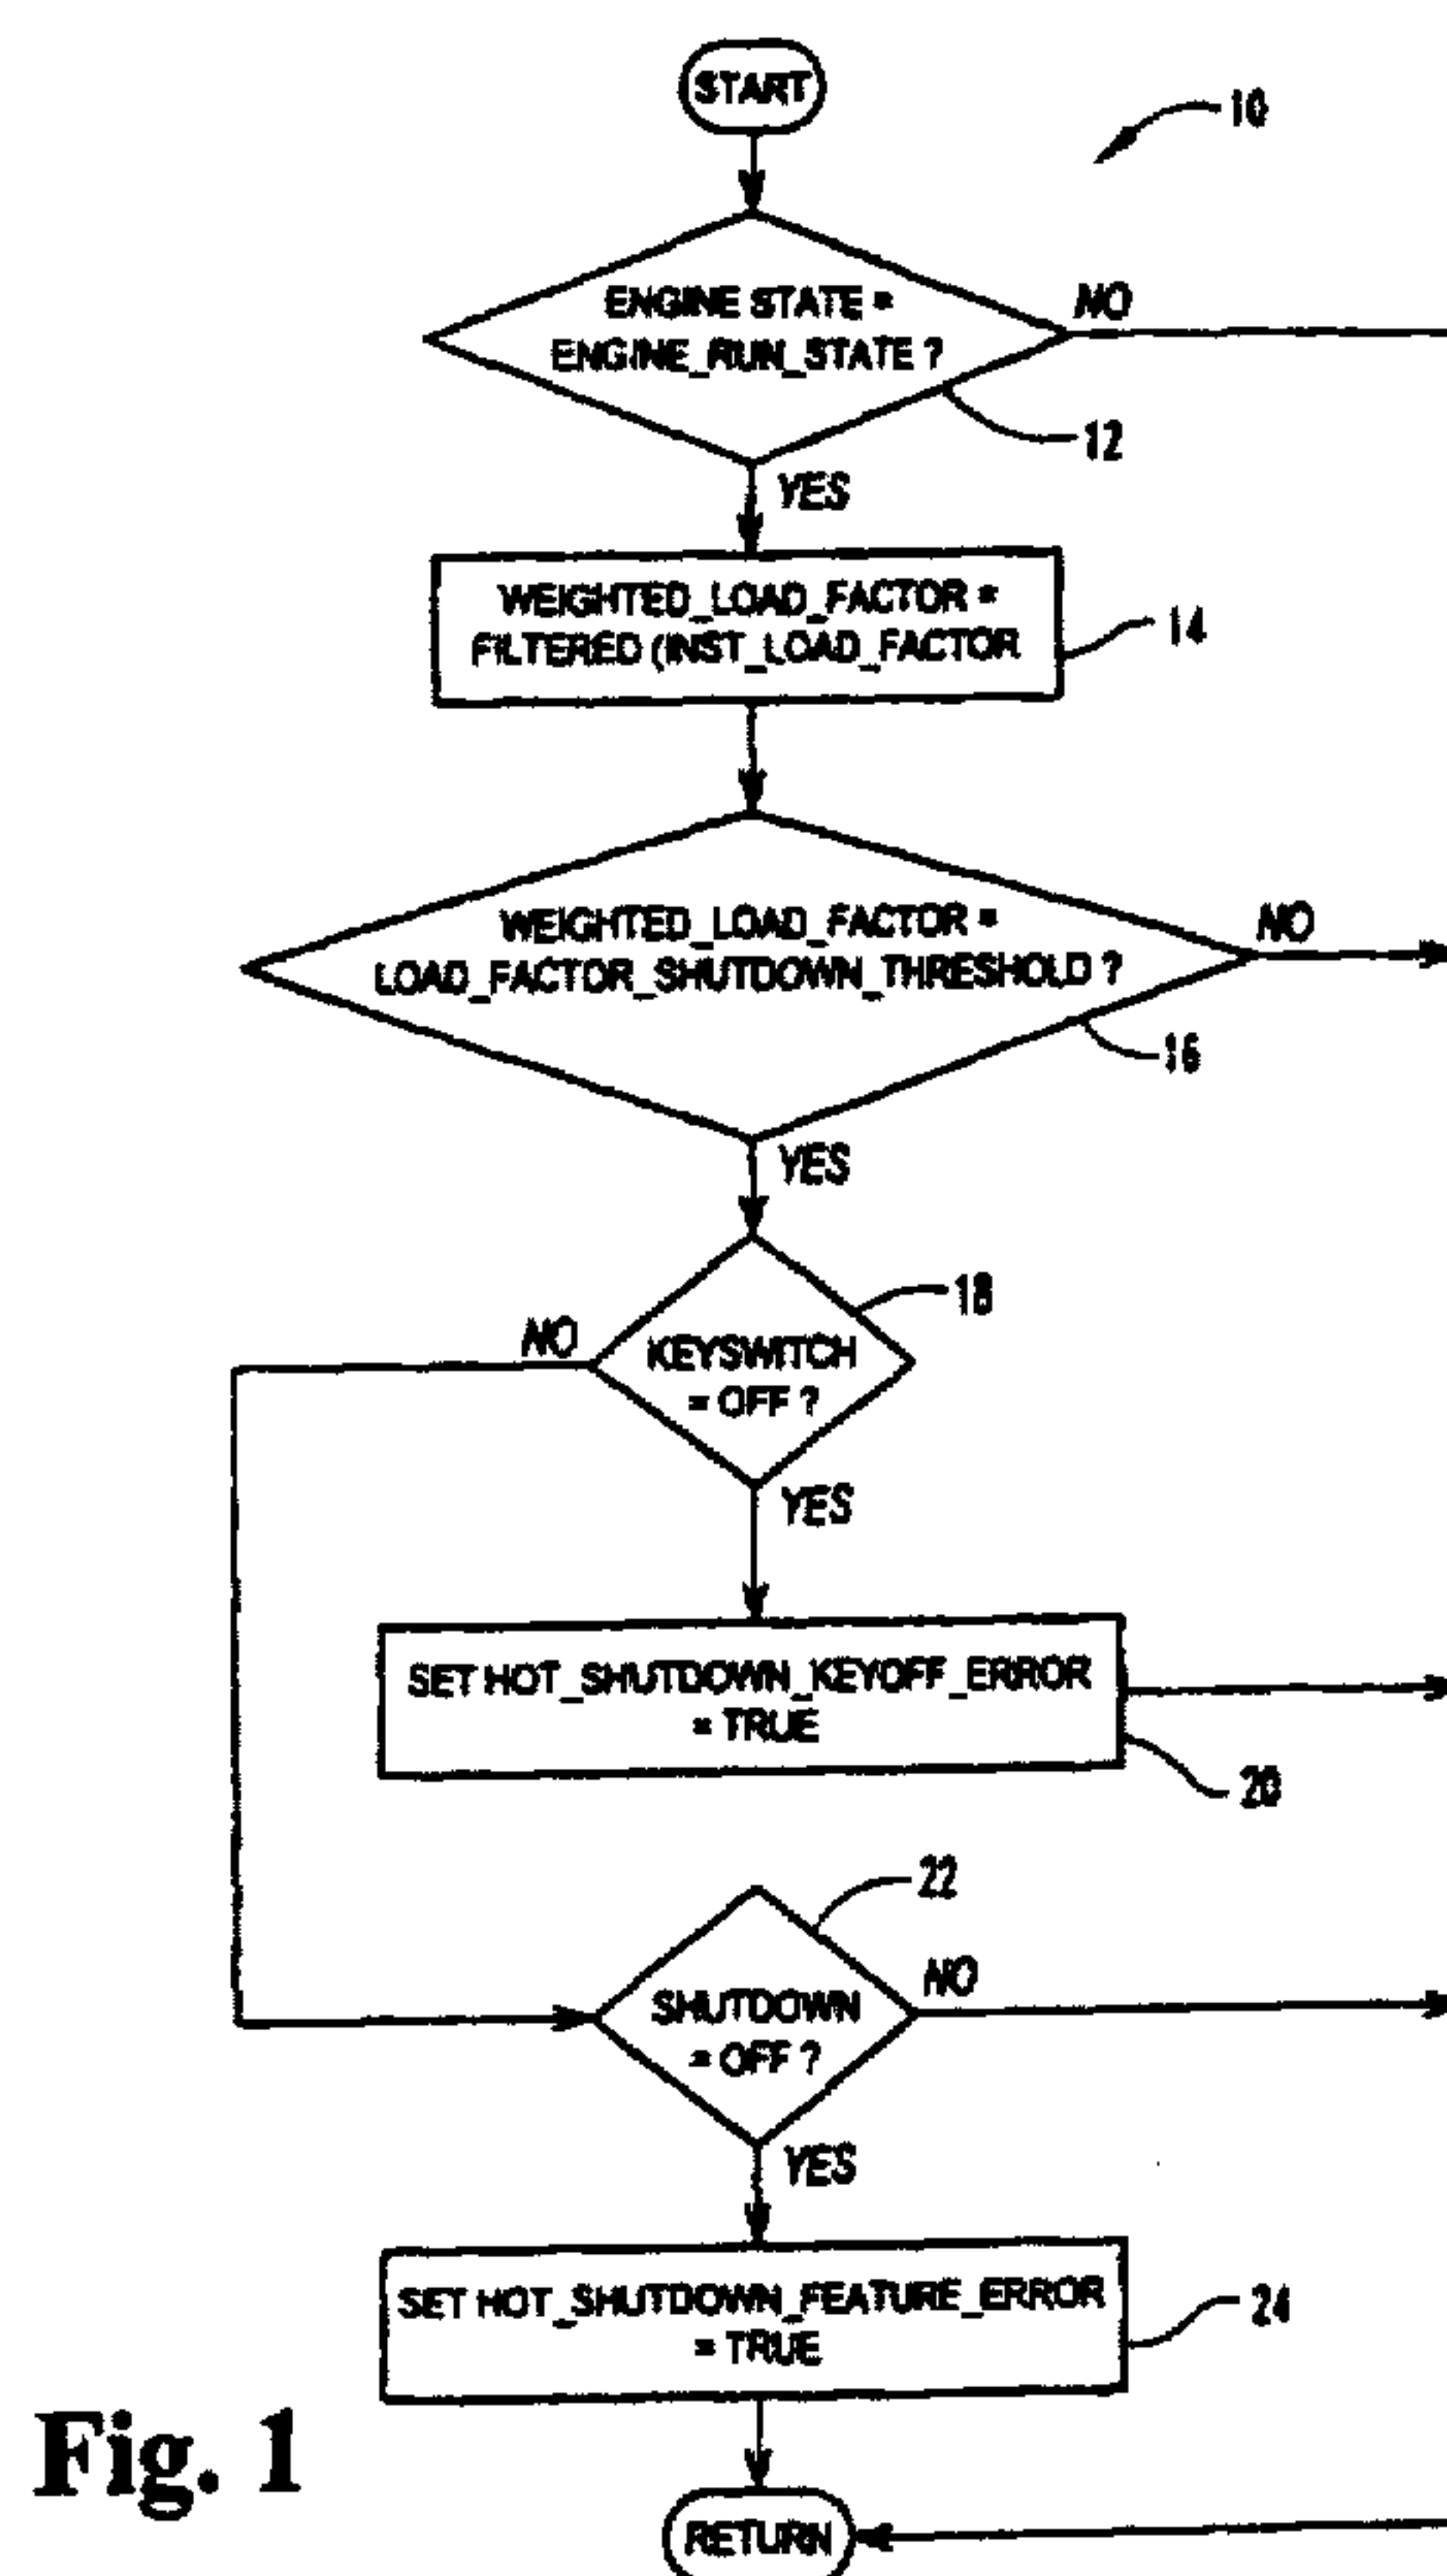 START
10
ENGINE STATE =
ENGINE_RUN_STATE ?
NO
12
YES
WEIGHTED_LOAD_FACTOR =
FILTERED (INST_LOAD_FACTOR
14
WEIGHTED_LOAD_FACTOR =
LOAD_FACTOR_SHUTDOWN_THRESHOLD ?
NO
16
YES
18
NO
KEYSWITCH
= OFF ?
YES
SET HOT_SHUTDOWN_KEYOFF_ERROR
= TRUE
20
22
NO
SHUTDOWN
= OFF ?
YES
SET HOT_SHUTDOWN_FEATURE_ERROR
= TRUE
24
Fig. 1
RETURN